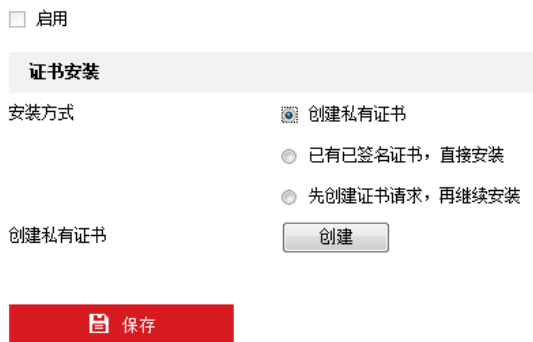 启用
证书安装
安装方式
创建私有证书
已有已签名证书，直接安装
先创建证书请求，再继续安装
创建私有证书
创建
保存